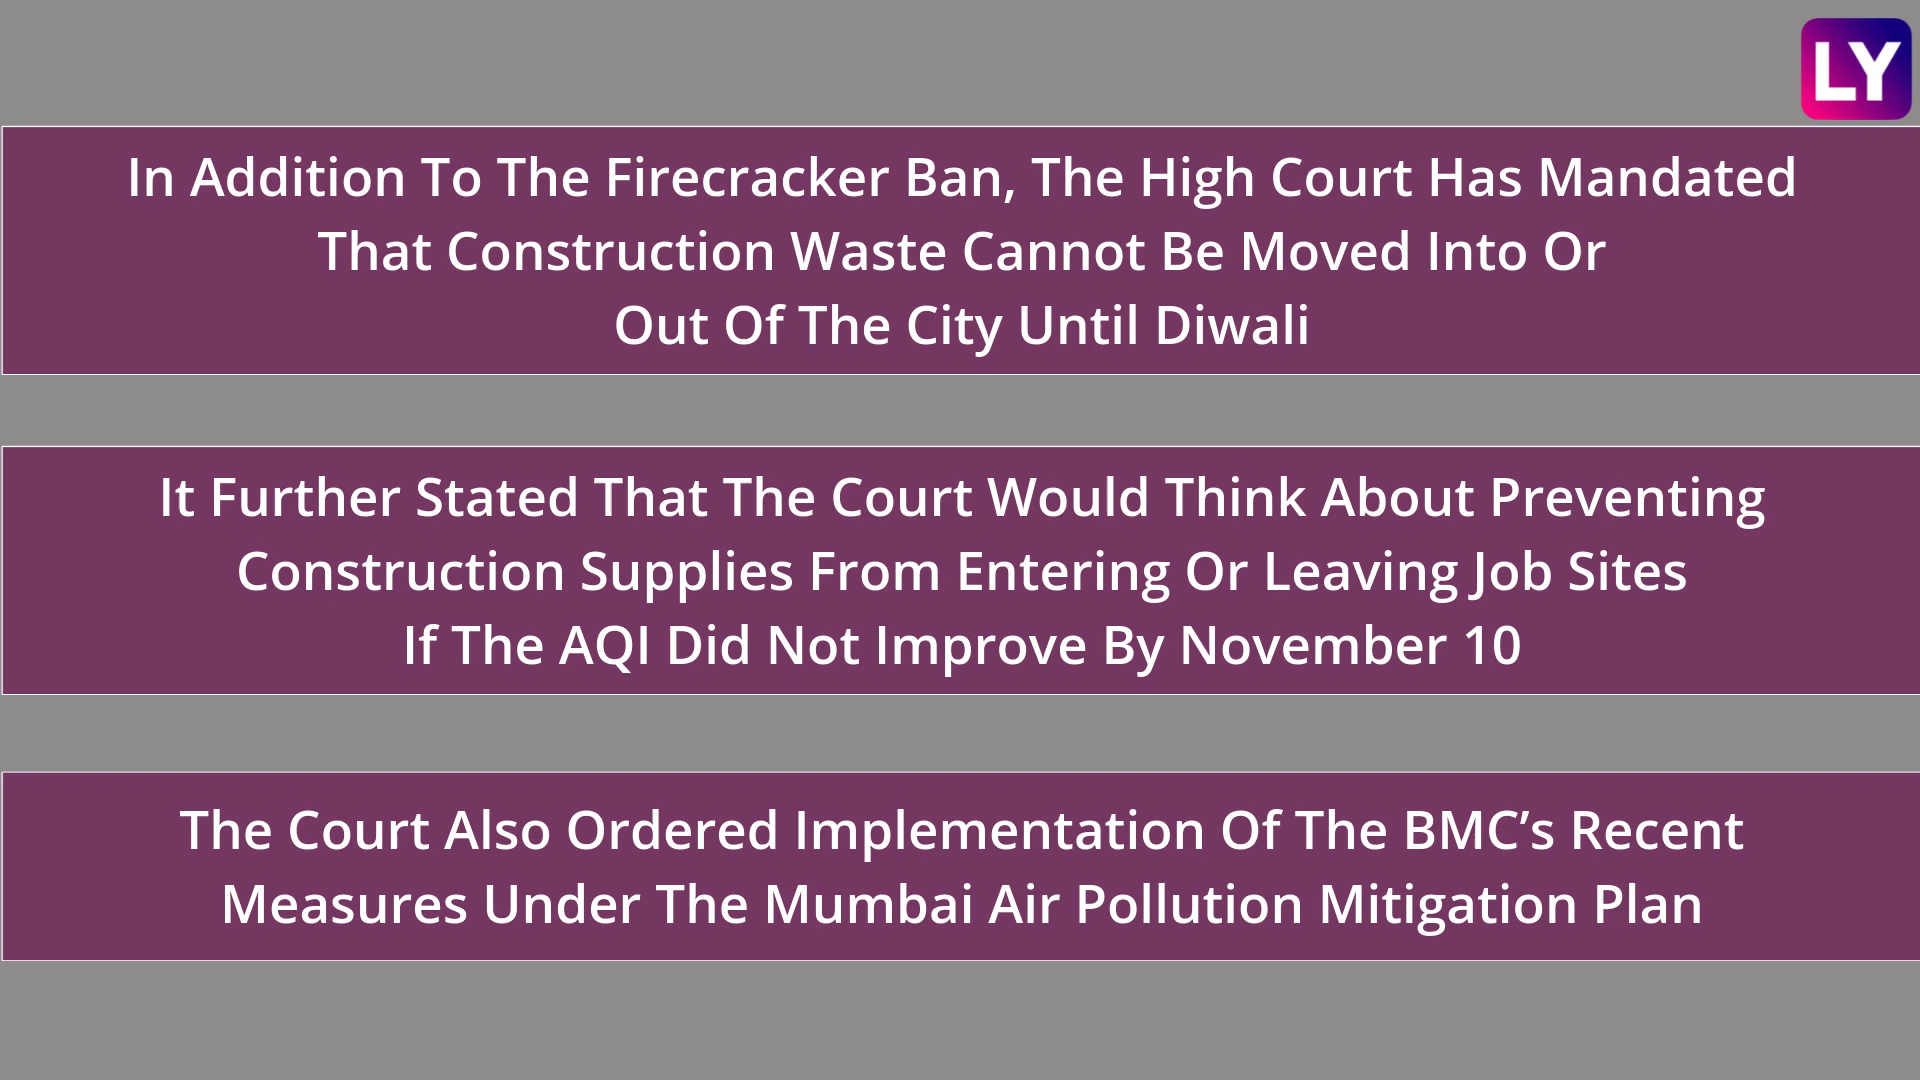 LY
In Addition To The Firecracker Ban, The High Court Has Mandated
That Construction Waste Cannot Be Moved Into Or
Out Of The City Until Diwali
It Further Stated That The Court Would Think About Preventing
Construction Supplies From Entering Or Leaving Job Sites
If The AQI Did Not Improve By November 10
The Court Also Ordered Implementation Of The BMC’s Recent
Measures Under The Mumbai Air Pollution Mitigation Plan